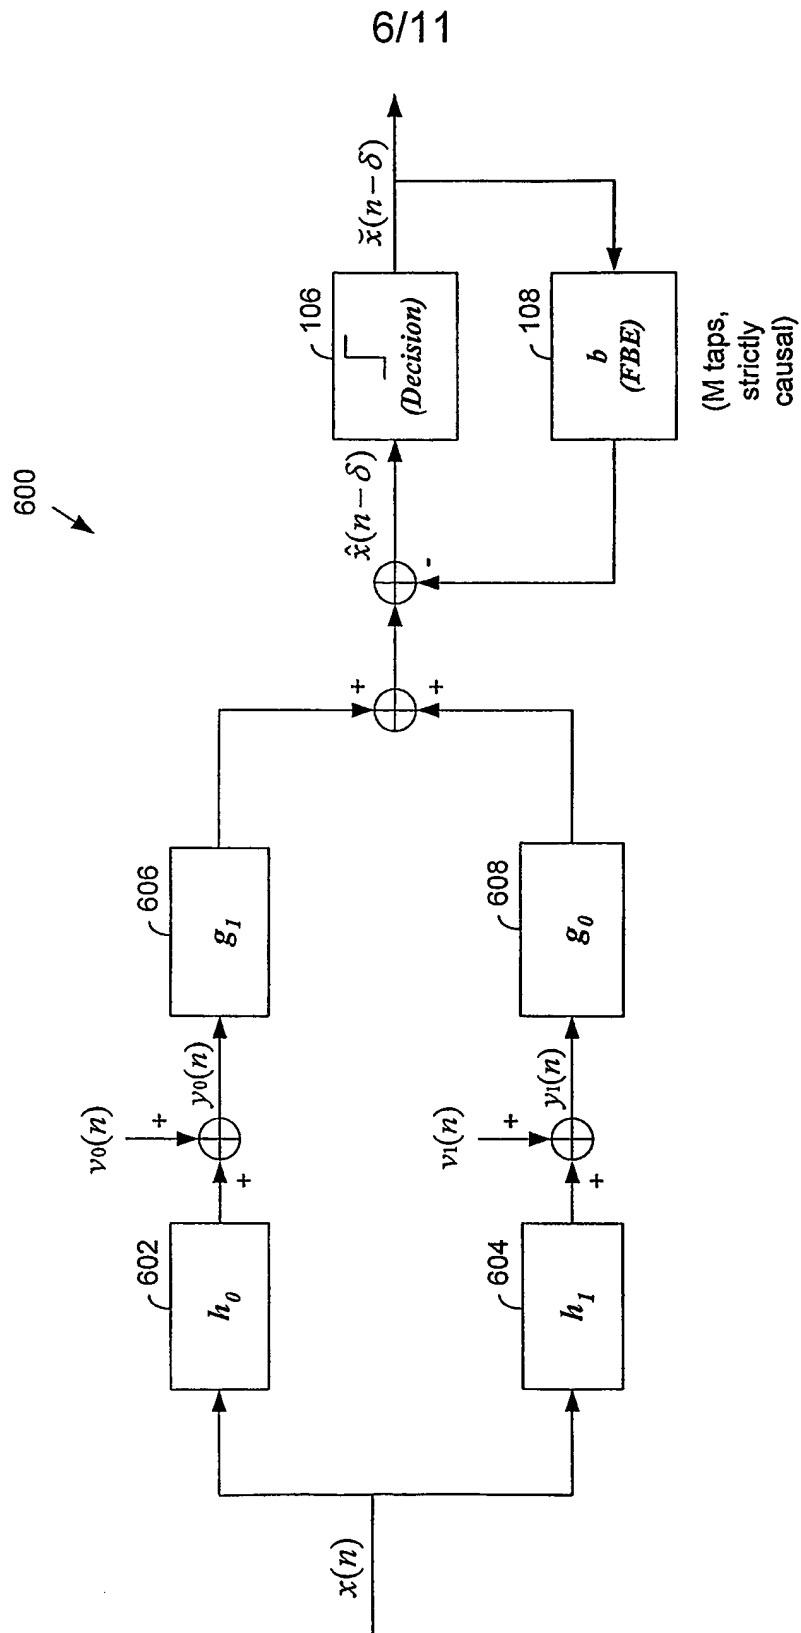 6/11
600
x(n)
602
h0
v0(n)
+
+
y0(n)
606
g1
+
604
h1
v1(n)
+
+
y1(n)
608
g0
+
-
x̂(n−δ)
106
(Decision)
x̆(n−δ)
108
b
(FBE)
(M taps,
strictly
causal)